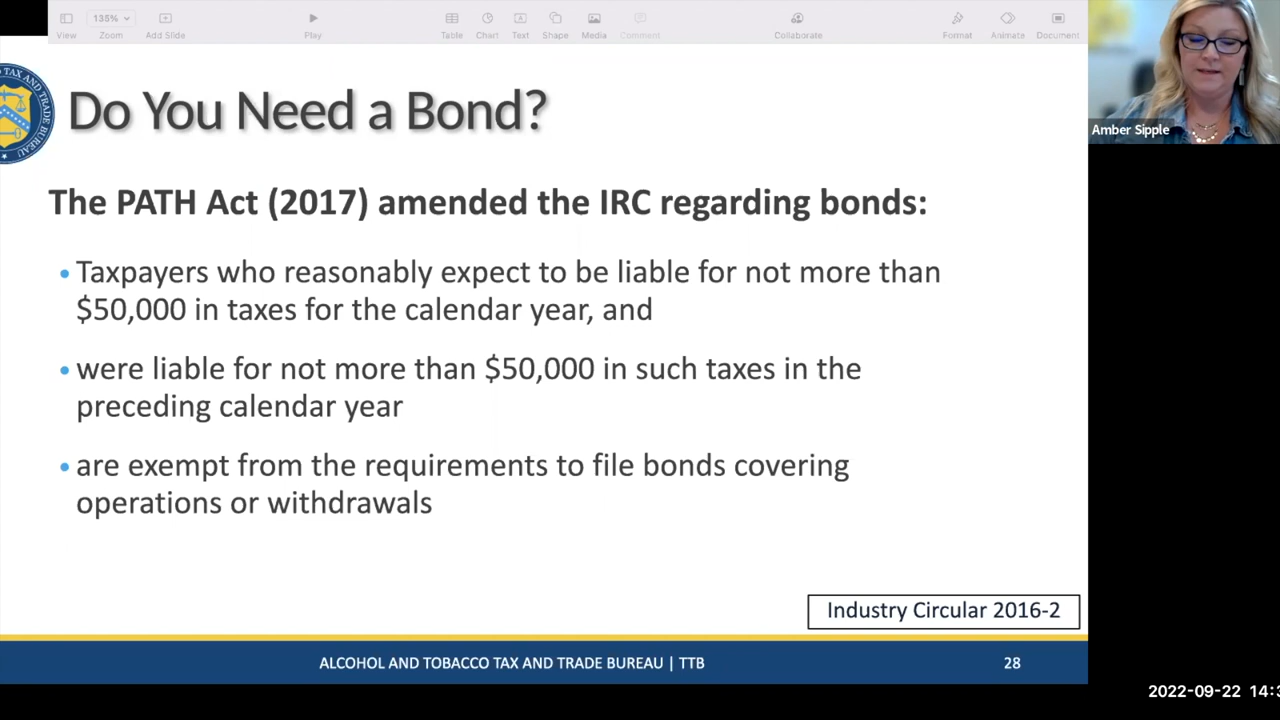 135%
View
Zoom
Add Slide
Play
Table
Chart
Text
Shape
Media
Comment
Collaborate
Format
Animate
Document
TAX AND TRADE BUREAU
Do You Need a Bond?
Amber Sipple
The PATH Act (2017) amended the IRC regarding bonds:
• Taxpayers who reasonably expect to be liable for not more than
$50,000 in taxes for the calendar year, and
• were liable for not more than $50,000 in such taxes in the
preceding calendar year
• are exempt from the requirements to file bonds covering
operations or withdrawals
Industry Circular 2016-2
ALCOHOL AND TOBACCO TAX AND TRADE BUREAU | TTB
28
2022-09-22 14:3